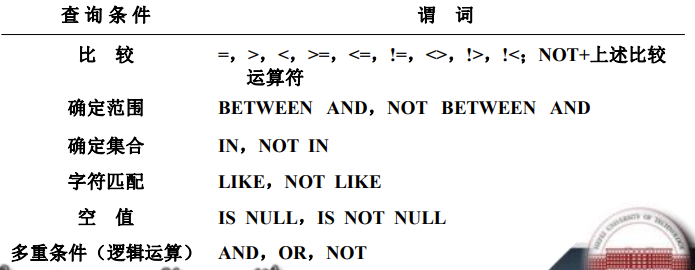 查询条件 谓 词
比 较 =, >, <, >=, <=, !=, <>, !>, !<; NOT+上述比较
运算符
确定范围 BETWEEN AND, NOT BETWEEN AND
确定集合 IN, NOT IN
字符匹配 LIKE, NOT LIKE
空 值 IS NULL, IS NOT NULL
多重条件（逻辑运算） AND, OR, NOT